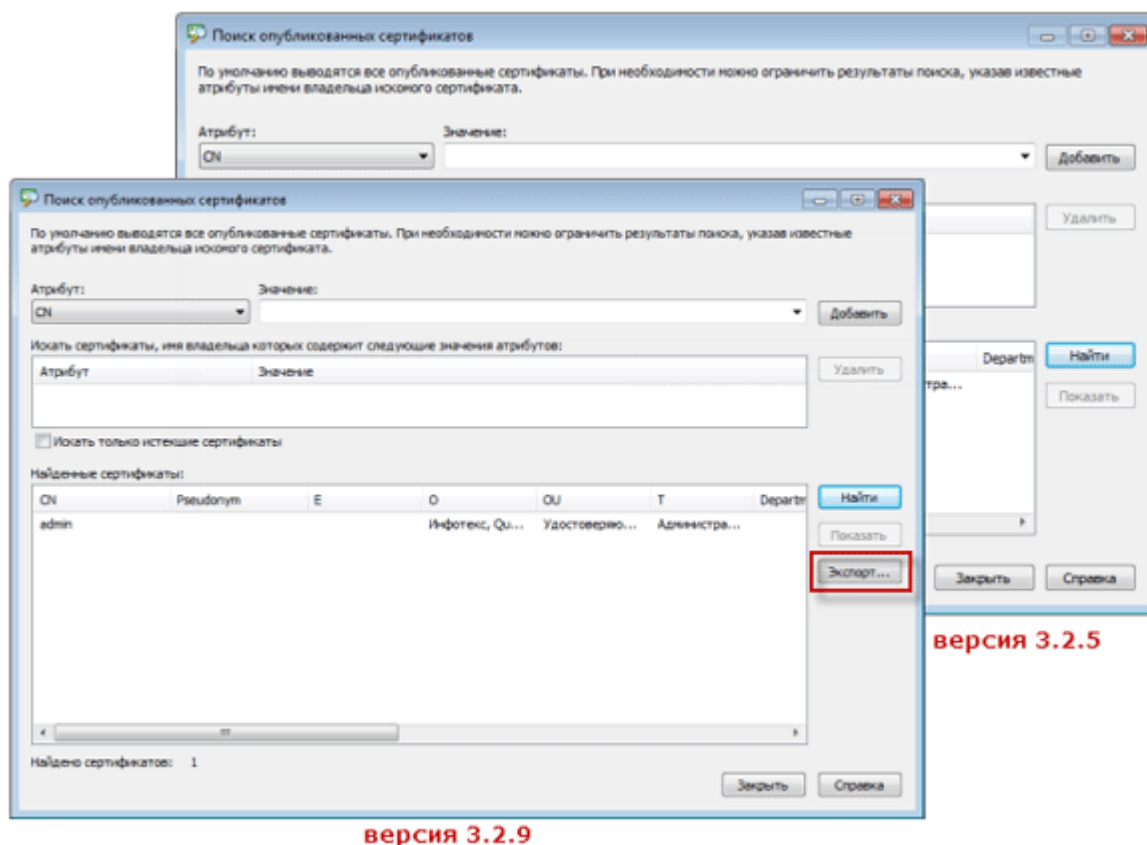 Поиск опубликованных сертификатов
По умолчанию выводятся все опубликованные сертификаты. При необходимости можно ограничить результаты поиска, указав известные
атрибуты имени владельца искомого сертификата.
Атрибут: Значение:
CN Добавить
Удалить
Departm Найти
тра...
Показать
Закрыть Справка
версия 3.2.5
Поиск опубликованных сертификатов
По умолчанию выводятся все опубликованные сертификаты. При необходимости можно ограничить результаты поиска, указав известные
атрибуты имени владельца искомого сертификата.
Атрибут: Значение:
CN Добавить
Искать сертификаты, имя владельца которых содержит следующие значения атрибутов:
Атрибут Значение Удалить
Искать только истекшие сертификаты
Найденные сертификаты:
CN Pseudonym E O OU T Departm Найти
admin Инфотекс, Qu... Удостоверяю... Администра...
Показать
Экспорт...
Найдено сертификатов: 1
Закрыть Справка
версия 3.2.9